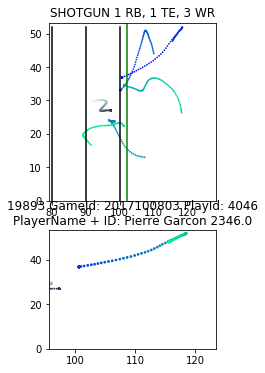 SHOTGUN 1 RB, 1 TE, 3 WR
50
40
30
20
10
0
80 90 100 110 120
19893 GameId: 2017100803 PlayId: 4046
PlayerName + ID: Pierre Garcon 2346.0
40
20
0
100 110 120